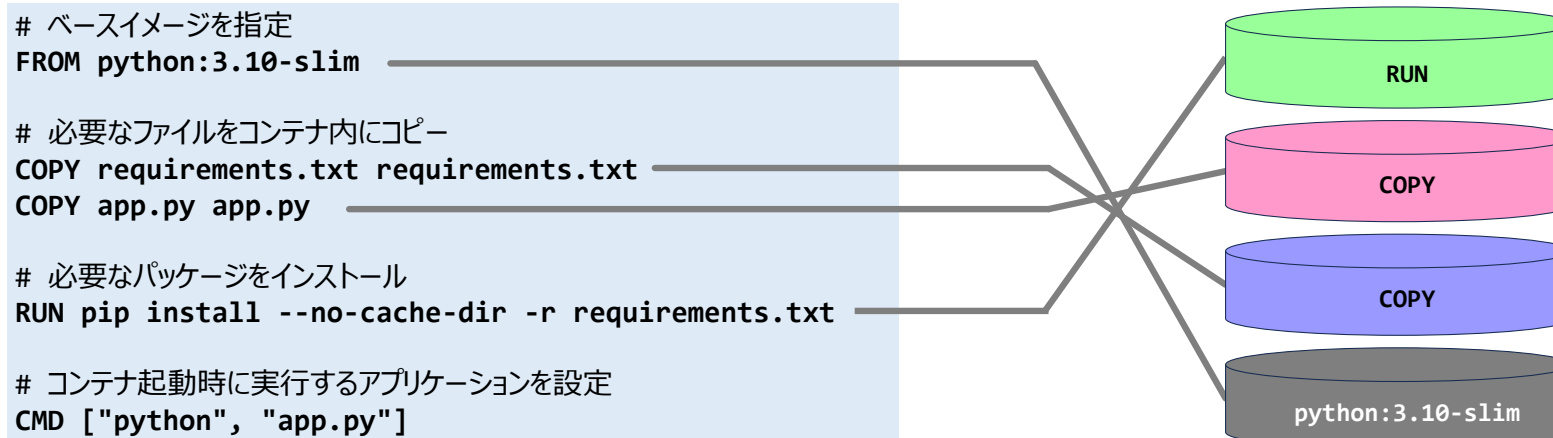 # ベースイメージを指定
FROM python:3.10-slim
# 必要なファイルをコンテナ内にコピー
COPY requirements.txt requirements.txt
COPY app.py app.py
# 必要なパッケージをインストール
RUN pip install --no-cache-dir -r requirements.txt
# コンテナ起動時に実行するアプリケーションを設定
CMD ["python", "app.py"]
RUN
COPY
COPY
python:3.10-slim